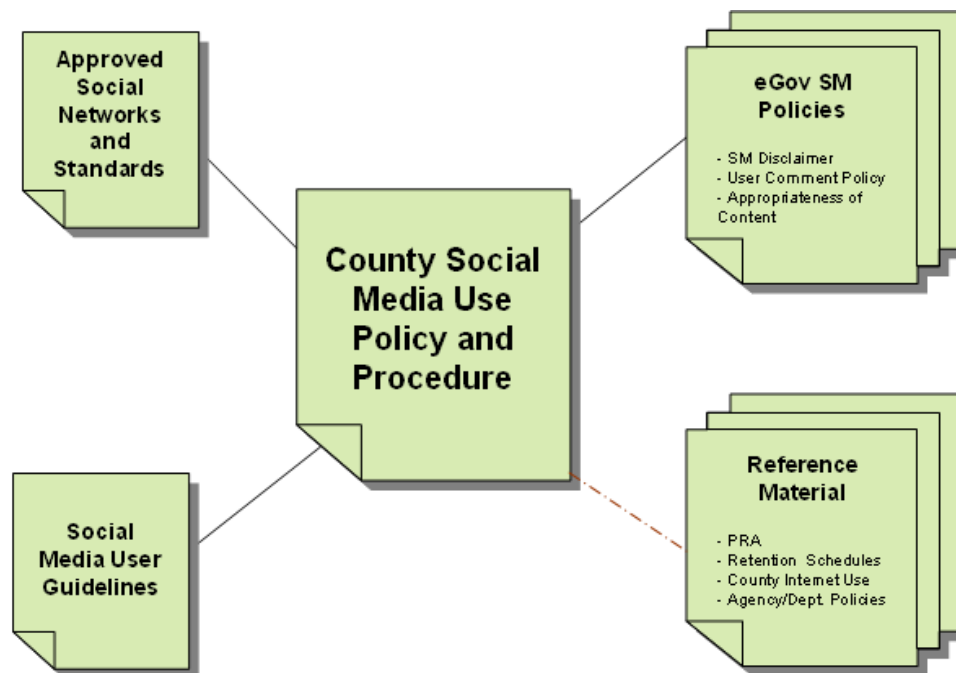 Approved
Social
Networks
and
Standards
eGov SM
Policies
- SM Disclaimer
- User Comment Policy
- Appropriateness of
Content
County Social
Media Use
Policy and
Procedure
Social
Media User
Guidelines
Reference
Material
- PRA
- Retention Schedules
- County Internet Use
- Agency/Dept. Policies